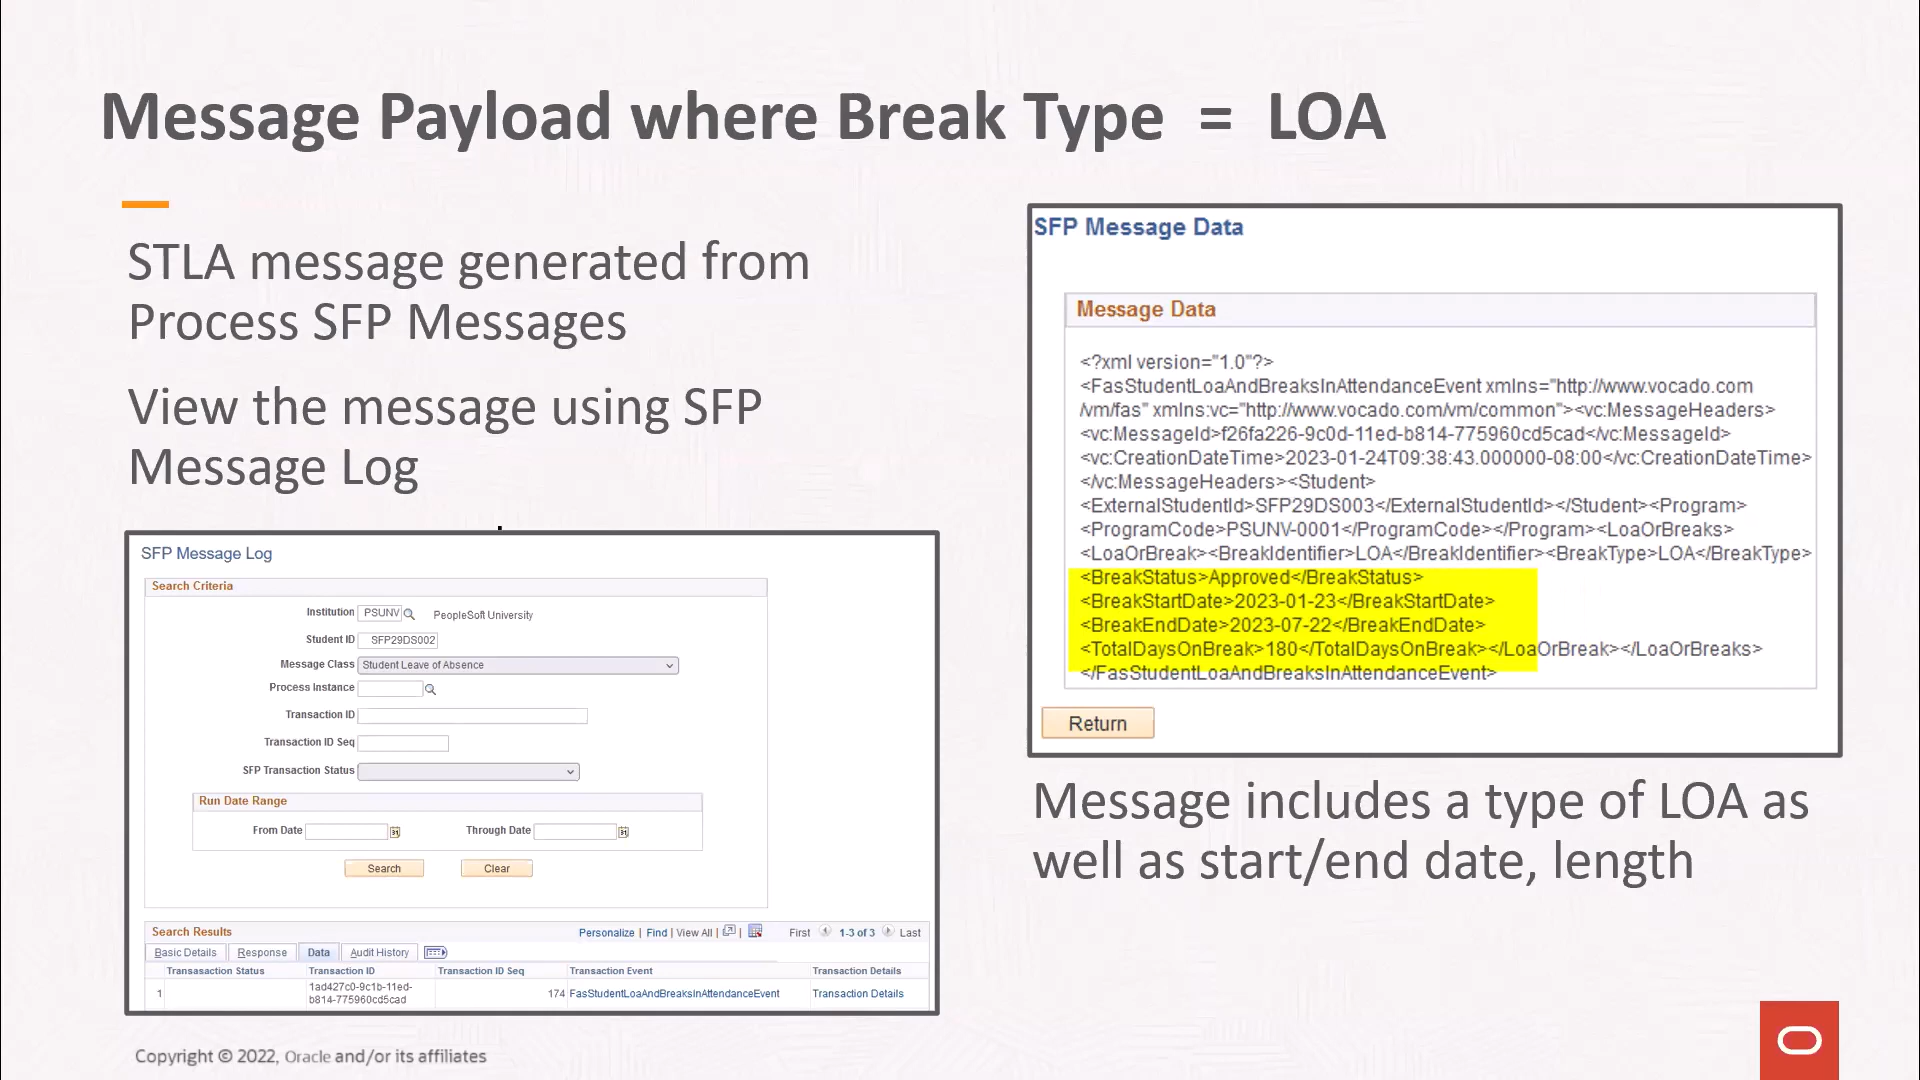 Message Payload where Break Type = LOA
STLA message generated from
Process SFP Messages
View the message using SFP
Message Log
SFP Message Log
Search Criteria
Institution PSUNV PeopleSoft University
Student ID SFP29DS002
Message Class Student Leave of Absence
Process Instance
Transaction ID
Transaction ID Seq
SFP Transaction Status
Run Date Range
From Date 31 Through Date 31
Search Clear
Search Results Personalize | Find | View All | | First 1-3 of 3 Last
Basic Details Response Data Audit History
Transasaction Status Transaction ID Transaction ID Seq Transaction Event Transaction Details
1ad427c0-9c1b-11ed-
1 174 FasStudentLoaAndBreaksInAttendanceEvent Transaction Details
b814-775960cd5cad
SFP Message Data
Message Data
<?xml version="1.0"?>
<FasStudentLoaAndBreaksInAttendanceEvent xmlns="http://www.vocado.com
/vm/fas" xmlns:vc="http://www.vocado.com/vm/common"><vc:MessageHeaders>
<vc:MessageId>f26fa226-9c0d-11ed-b814-775960cd5cad</vc:MessageId>
<vc:CreationDateTime>2023-01-24T09:38:43.000000-08:00</vc:CreationDateTime>
</vc:MessageHeaders><Student>
<ExternalStudentId>SFP29DS003</ExternalStudentId></Student><Program>
<ProgramCode>PSUNV-0001</ProgramCode></Program><LoaOrBreaks>
<LoaOrBreak><BreakIdentifier>LOA</BreakIdentifier><BreakType>LOA</BreakType>
<BreakStatus>Approved</BreakStatus>
<BreakStartDate>2023-01-23</BreakStartDate>
<BreakEndDate>2023-07-22</BreakEndDate>
<TotalDaysOnBreak>180</TotalDaysOnBreak></LoaOrBreak></LoaOrBreaks>
</FasStudentLoaAndBreaksInAttendanceEvent>
Return
Message includes a type of LOA as
well as start/end date, length
Copyright © 2022, Oracle and/or its affiliates